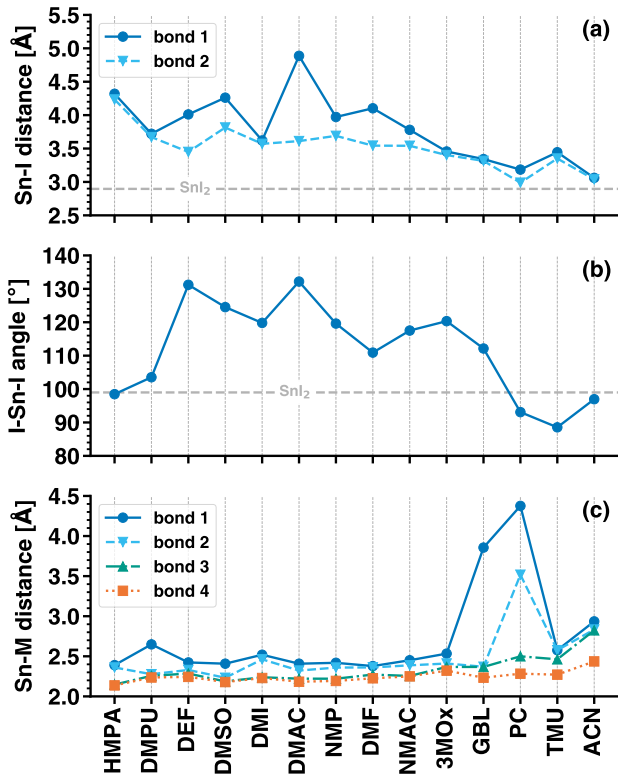 (a)
Sn-I distance [Å]
5.5
5.0
4.5
4.0
3.5
3.0
2.5
bond 1
bond 2
SnI₂
(b)
I-Sn-I angle [°]
140
130
120
110
100
90
80
SnI₂
(c)
Sn-M distance [Å]
4.5
4.0
3.5
3.0
2.5
2.0
bond 1
bond 2
bond 3
bond 4
HMPA
DMPU
DEF
DMSO
DMI
DMAC
NMP
DMF
NMAC
3MOx
GBL
PC
TMU
ACN